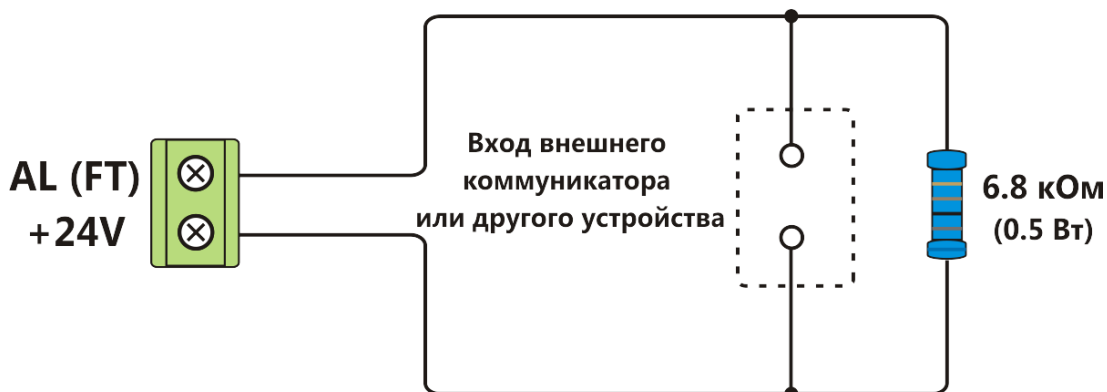 AL (FT)
+24V
Вход внешнего
коммуникатора
или другого устройства
6.8 кОм
(0.5 Вт)